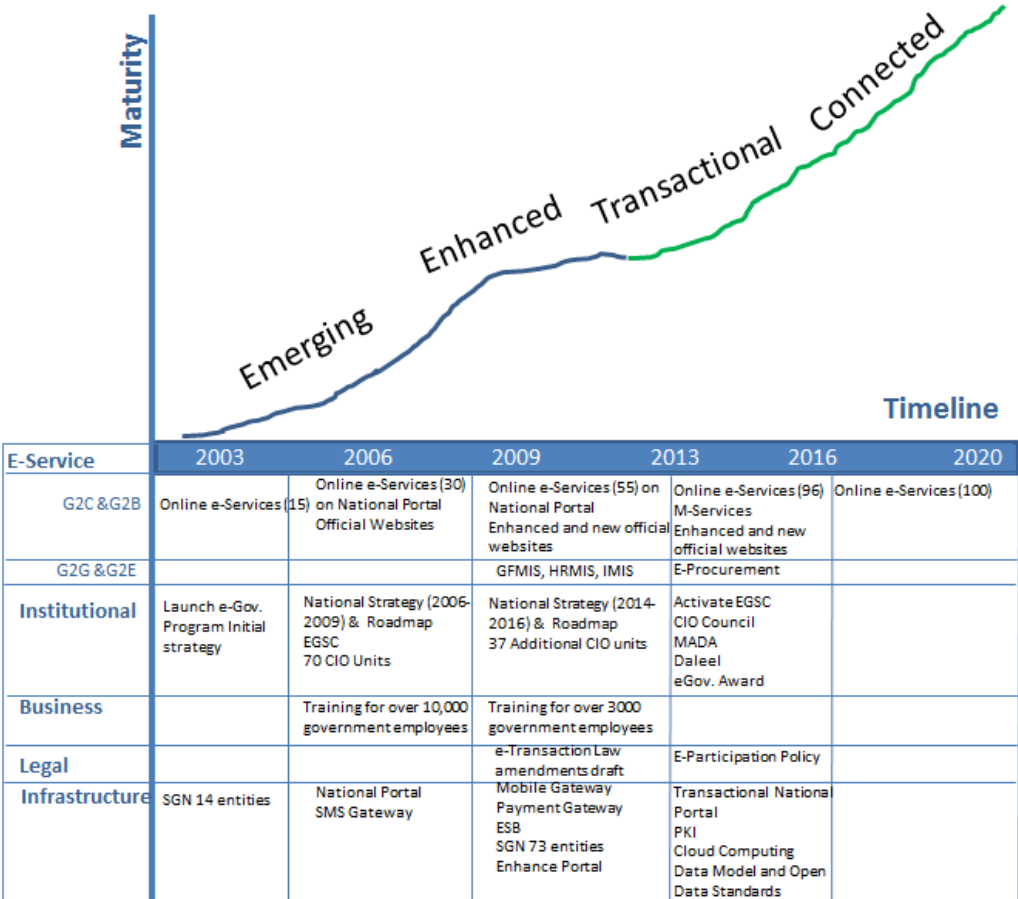 Maturity
Emerging
Enhanced
Transactional
Connected
Timeline
E-Service
2003
2006
2009
2013
2016
2020
G2C &G2B
Online e-Services (15)
Online e-Services (30)
on National Portal
Official Websites
Online e-Services (55) on
National Portal
Enhanced and new official
websites
Online e-Services (96)
M-Services
Enhanced and new
official websites
Online e-Services (100)
G2G &G2E
GFMIS, HRMIS, IMIS
E-Procurement
Institutional
Launch e-Gov.
Program Initial
strategy
National Strategy (2006-
2009) & Roadmap
EGSC
70 CIO Units
National Strategy (2014-
2016) & Roadmap
37 Additional CIO units
Activate EGSC
CIO Council
MADA
Daleel
eGov. Award
Business
Training for over 10,000
government employees
Training for over 3000
government employees
Legal
e-Transaction Law
amendments draft
E-Participation Policy
Infrastructure
SGN 14 entities
National Portal
SMS Gateway
Mobile Gateway
Payment Gateway
ESB
SGN 73 entities
Enhance Portal
Transactional National
Portal
PKI
Cloud Computing
Data Model and Open
Data Standards